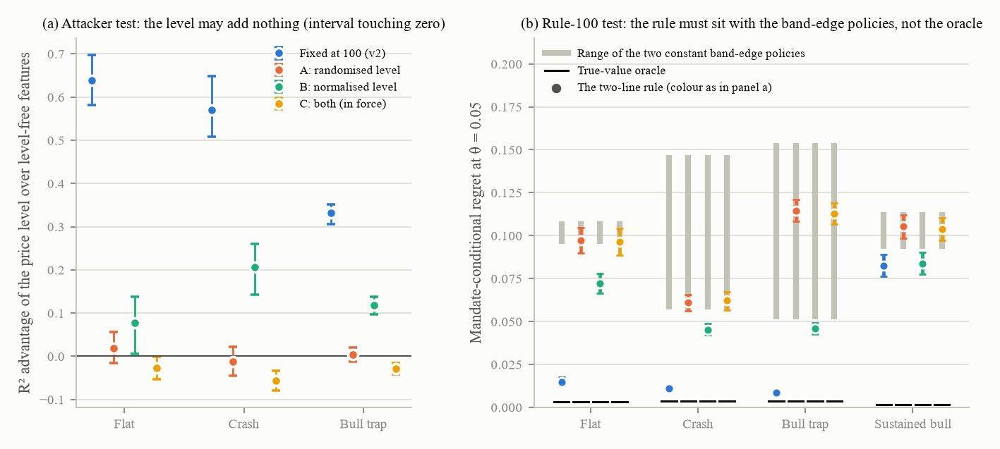 (a) Attacker test: the level may add nothing (interval touching zero)
R² advantage of the price level over level-free features
0.7
0.6
0.5
0.4
0.3
0.2
0.1
0.0
−0.1
Fixed at 100 (v2)
A: randomised level
B: normalised level
C: both (in force)
Flat
Crash
Bull trap
(b) Rule-100 test: the rule must sit with the band-edge policies, not the oracle
Mandate-conditional regret at θ = 0.05
0.200
0.175
0.150
0.125
0.100
0.075
0.050
0.025
0.000
Range of the two constant band-edge policies
True-value oracle
The two-line rule (colour as in panel a)
Flat
Crash
Bull trap
Sustained bull